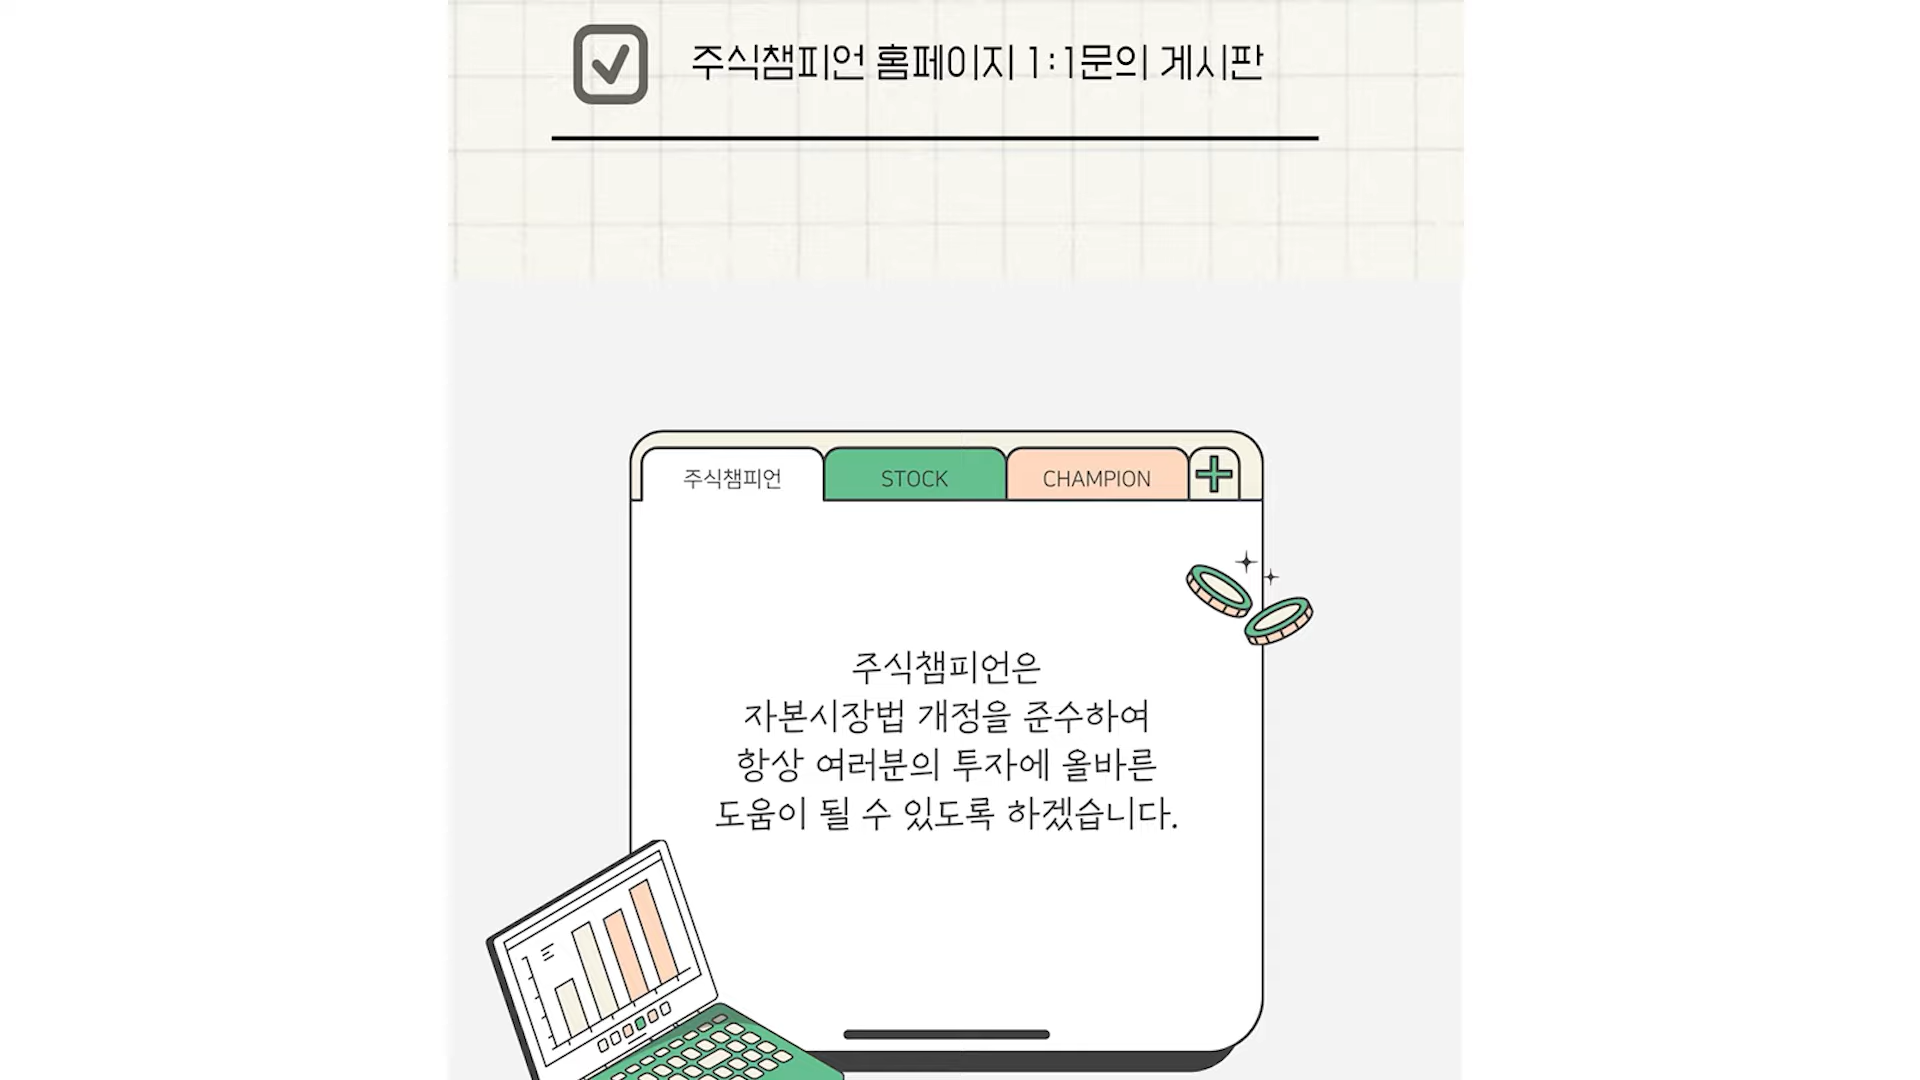 주식챔피언 홈페이지 1:1문의 게시판
주식챔피언
STOCK
CHAMPION
주식챔피언은
자본시장법 개정을 준수하여
항상 여러분의 투자에 올바른
도움이 될 수 있도록 하겠습니다.